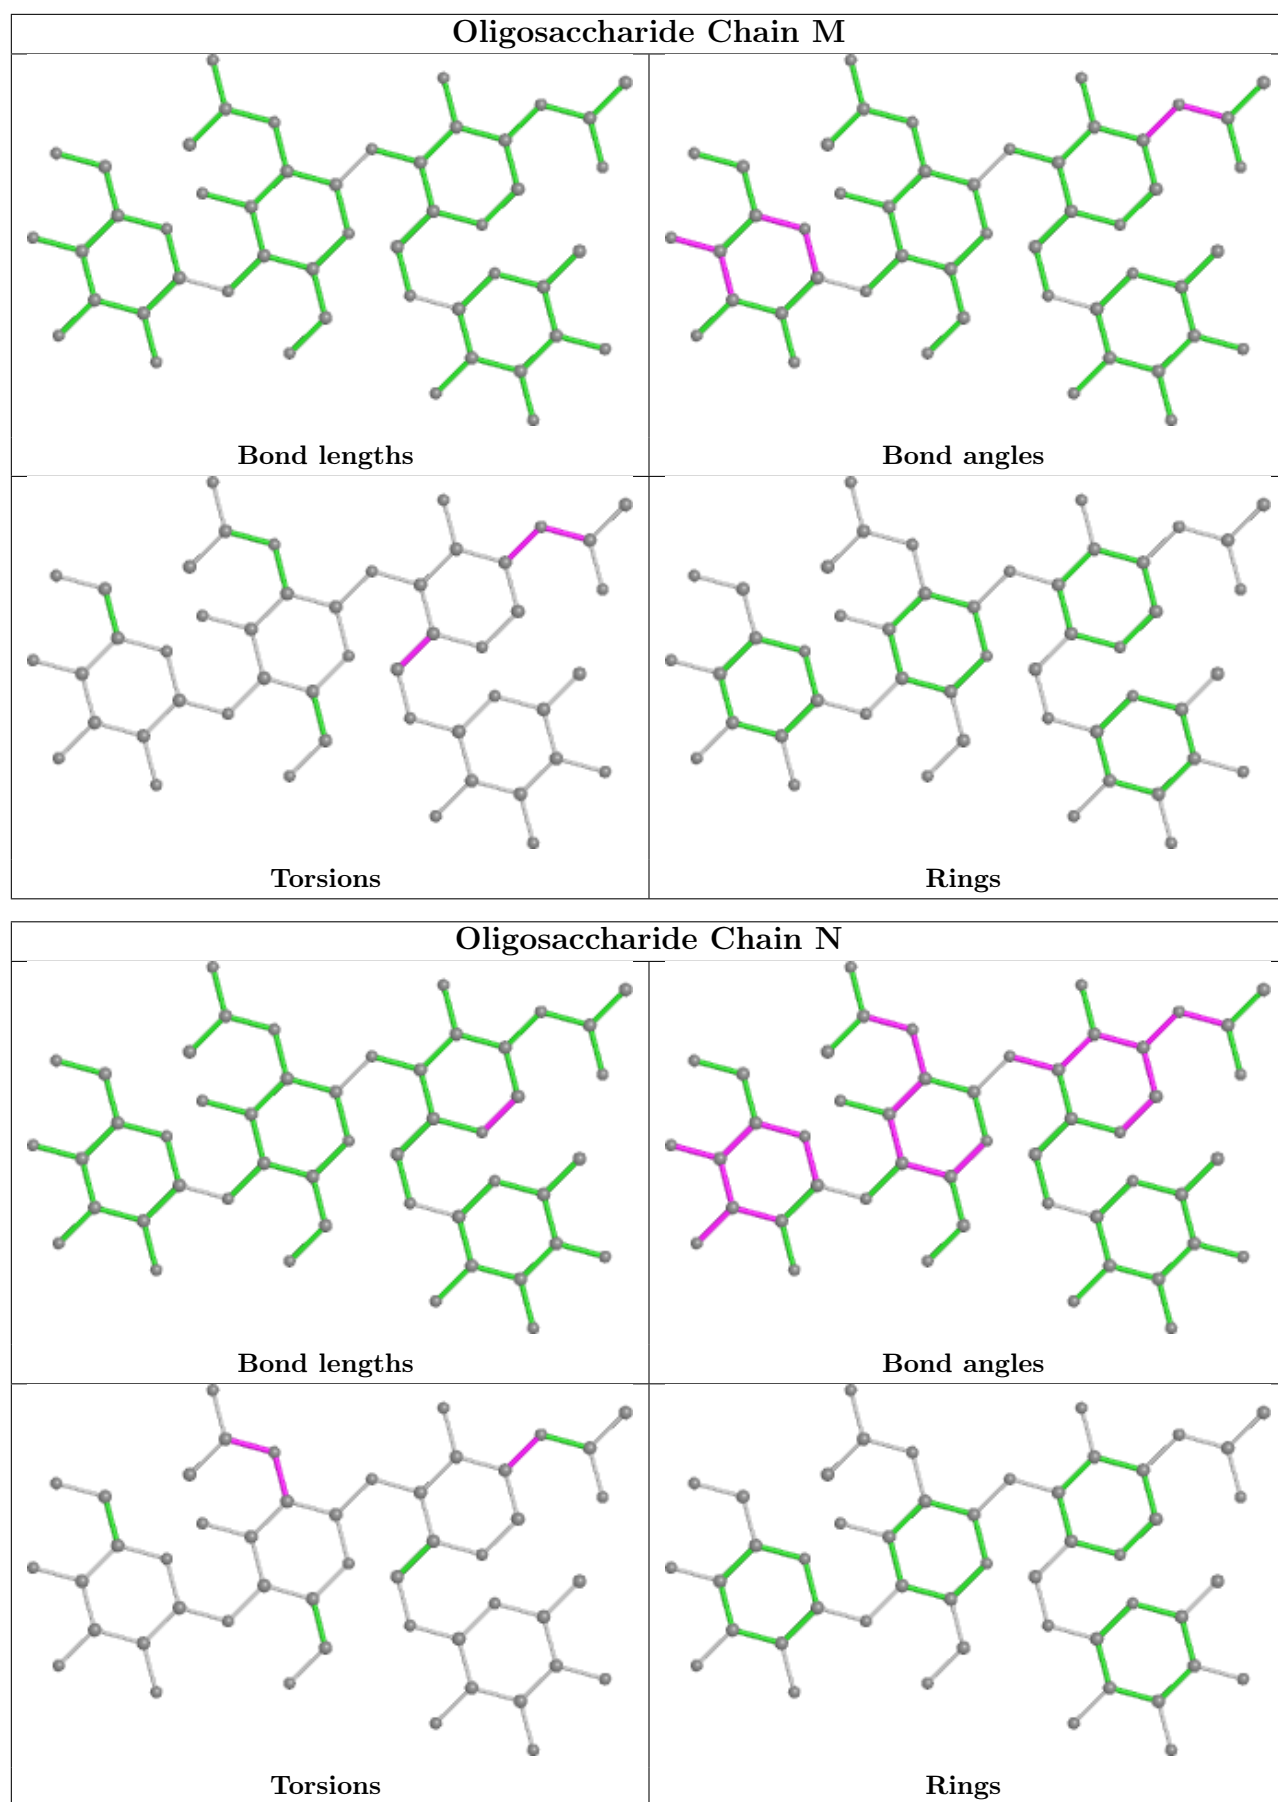 Oligosaccharide Chain M
Bond lengths
Bond angles
Torsions
Rings
Oligosaccharide Chain N
Bond lengths
Bond angles
Torsions
Rings